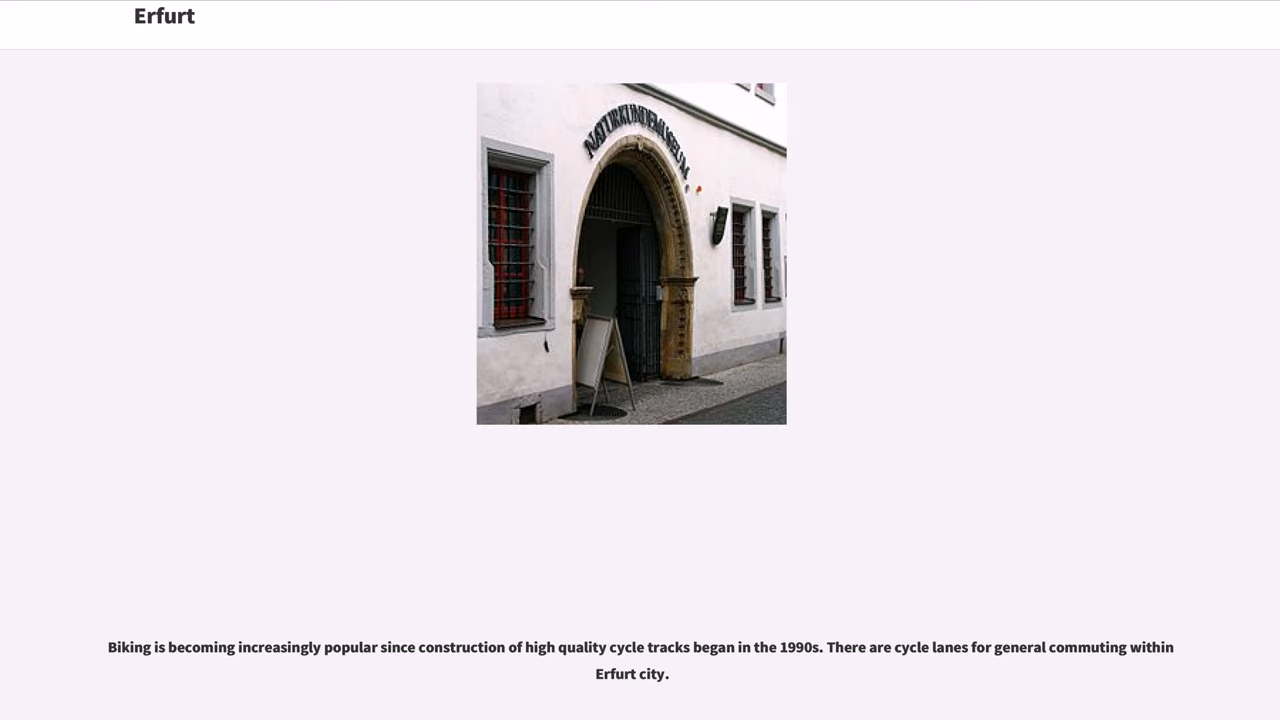 Erfurt
NATURKUNDEMUSEUM
Biking is becoming increasingly popular since construction of high quality cycle tracks began in the 1990s. There are cycle lanes for general commuting within
Erfurt city.